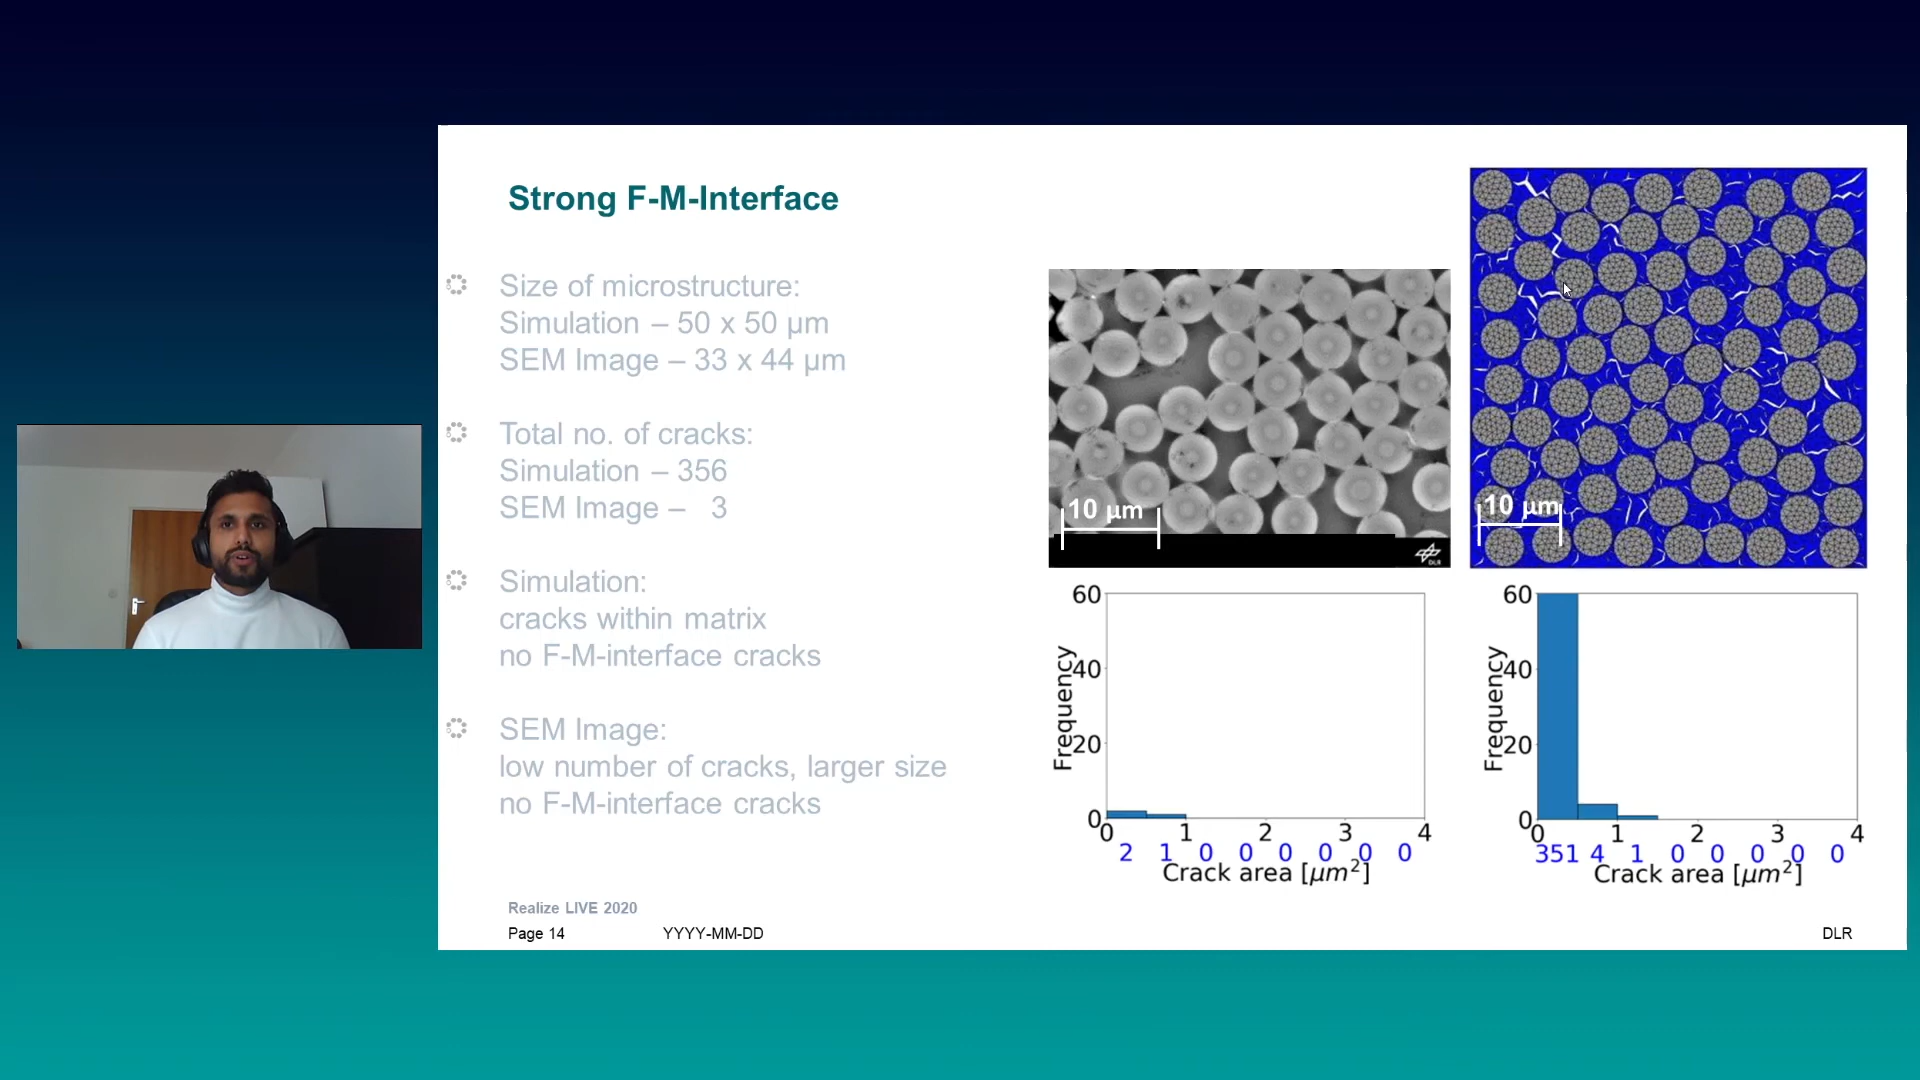 Strong F-M-Interface
Size of microstructure:
Simulation – 50 x 50 µm
SEM Image – 33 x 44 µm
Total no. of cracks:
Simulation – 356
SEM Image –   3
Simulation:
cracks within matrix
no F-M-interface cracks
SEM Image:
low number of cracks, larger size
no F-M-interface cracks
10 µm
DLR
10 µm
60
40
20
0
Frequency
0 1 2 3 4
2 1 0 0 0 0 0 0
Crack area [µm²]
60
40
20
0
Frequency
0 1 2 3 4
351 4 1 0 0 0 0 0
Crack area [µm²]
Realize LIVE 2020
Page 14 YYYY-MM-DD DLR